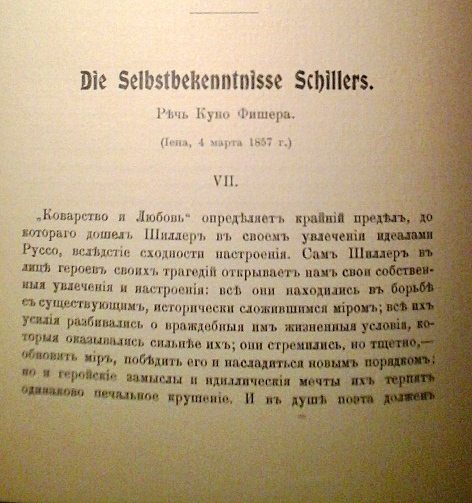 Die Selbstbekenntnisse Schillers.
Рѣчь Куно Фишера.
(Іена, 4 марта 1857 г.)
VII.
„Коварство и Любовь“ опредѣляетъ крайній предѣлъ, до
котораго дошелъ Шиллеръ въ своемъ увлеченіи идеалами
Руссо, вслѣдствіе сходности настроенія. Самъ Шиллеръ въ
лицѣ героевъ своихъ трагедій открываетъ намъ свои собствен-
ныя увлеченія и настроенія: всѣ они находились въ борьбѣ
съ существующимъ, исторически сложившимся міромъ; всѣ ихъ
усилія разбивались о враждебныя имъ жизненныя условія, ко-
торыя оказывались сильнѣе ихъ; они стремились, но тщетно,—
обновить міръ, побѣдить его и насладиться новымъ порядкомъ;
но и геройскіе замыслы и идиллическія мечты ихъ терпятъ
одинаково печальное крушеніе. И въ душѣ поэта долженъ